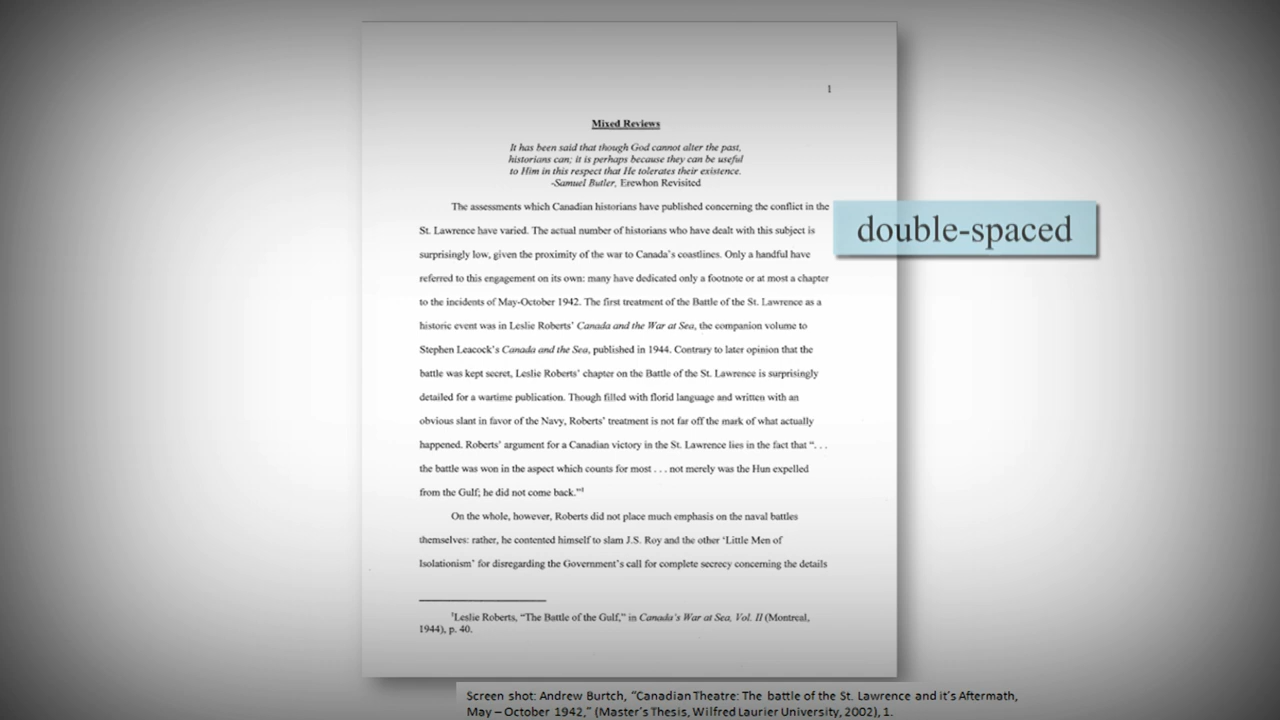 1
Mixed Reviews
It has been said that though God cannot alter the past,
historians can; it is perhaps because they can be useful
to Him in this respect that He tolerates their existence.
-Samuel Butler, Erewhon Revisited
The assessments which Canadian historians have published concerning the conflict in the
double-spaced
St. Lawrence have varied. The actual number of historians who have dealt with this subject is
surprisingly low, given the proximity of the war to Canada's coastlines. Only a handful have
referred to this engagement on its own: many have dedicated only a footnote or at most a chapter
to the incidents of May-October 1942. The first treatment of the Battle of the St. Lawrence as a
historic event was in Leslie Roberts' Canada and the War at Sea, the companion volume to
Stephen Leacock's Canada and the Sea, published in 1944. Contrary to later opinion that the
battle was kept secret, Leslie Roberts' chapter on the Battle of the St. Lawrence is surprisingly
detailed for a wartime publication. Though filled with florid language and written with an
obvious slant in favor of the Navy, Roberts' treatment is not far off the mark of what actually
happened. Roberts' argument for a Canadian victory in the St. Lawrence lies in the fact that “. . .
the battle was won in the aspect which counts for most . . . not merely was the Hun expelled
from the Gulf; he did not come back.”¹
On the whole, however, Roberts did not place much emphasis on the naval battles
themselves: rather, he contented himself to slam J.S. Roy and the other ‘Little Men of
Isolationism’ for disregarding the Government's call for complete secrecy concerning the details
¹Leslie Roberts, “The Battle of the Gulf,” in Canada's War at Sea, Vol. II (Montreal,
1944), p. 40.
Screen shot: Andrew Burtch, “Canadian Theatre: The battle of the St. Lawrence and it's Aftermath,
May – October 1942,” (Master's Thesis, Wilfred Laurier University, 2002), 1.